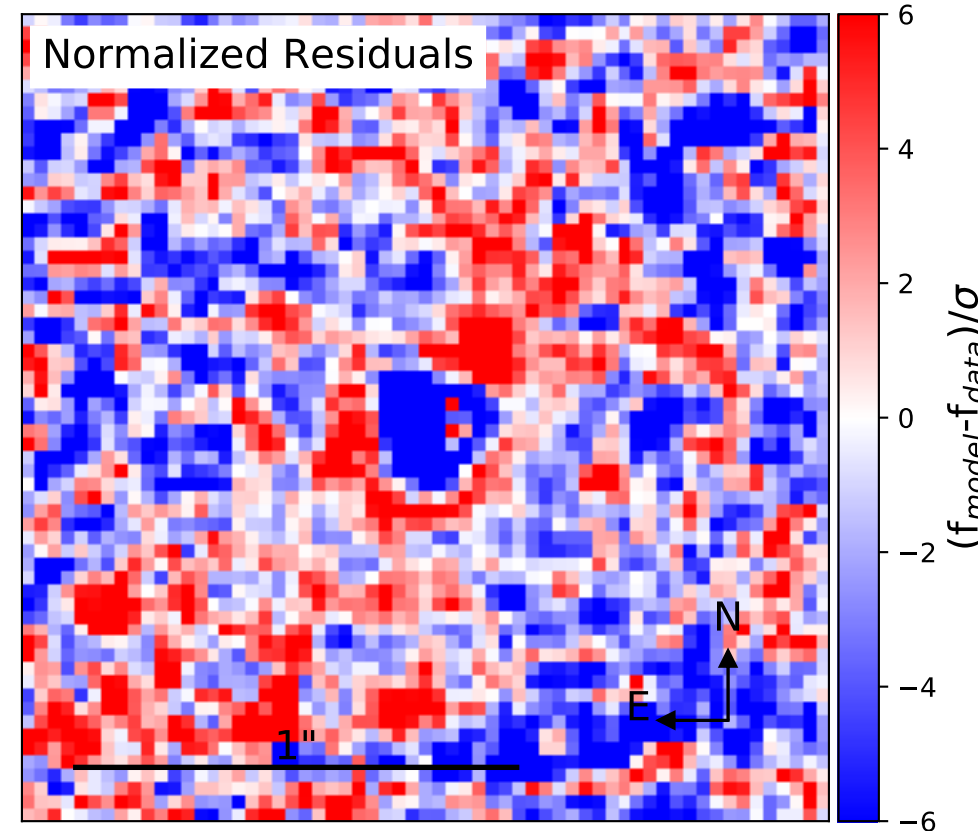 Normalized Residuals
6
4
2
0
−2
−4
−6
(f_model-f_data)/σ
N
E
1"